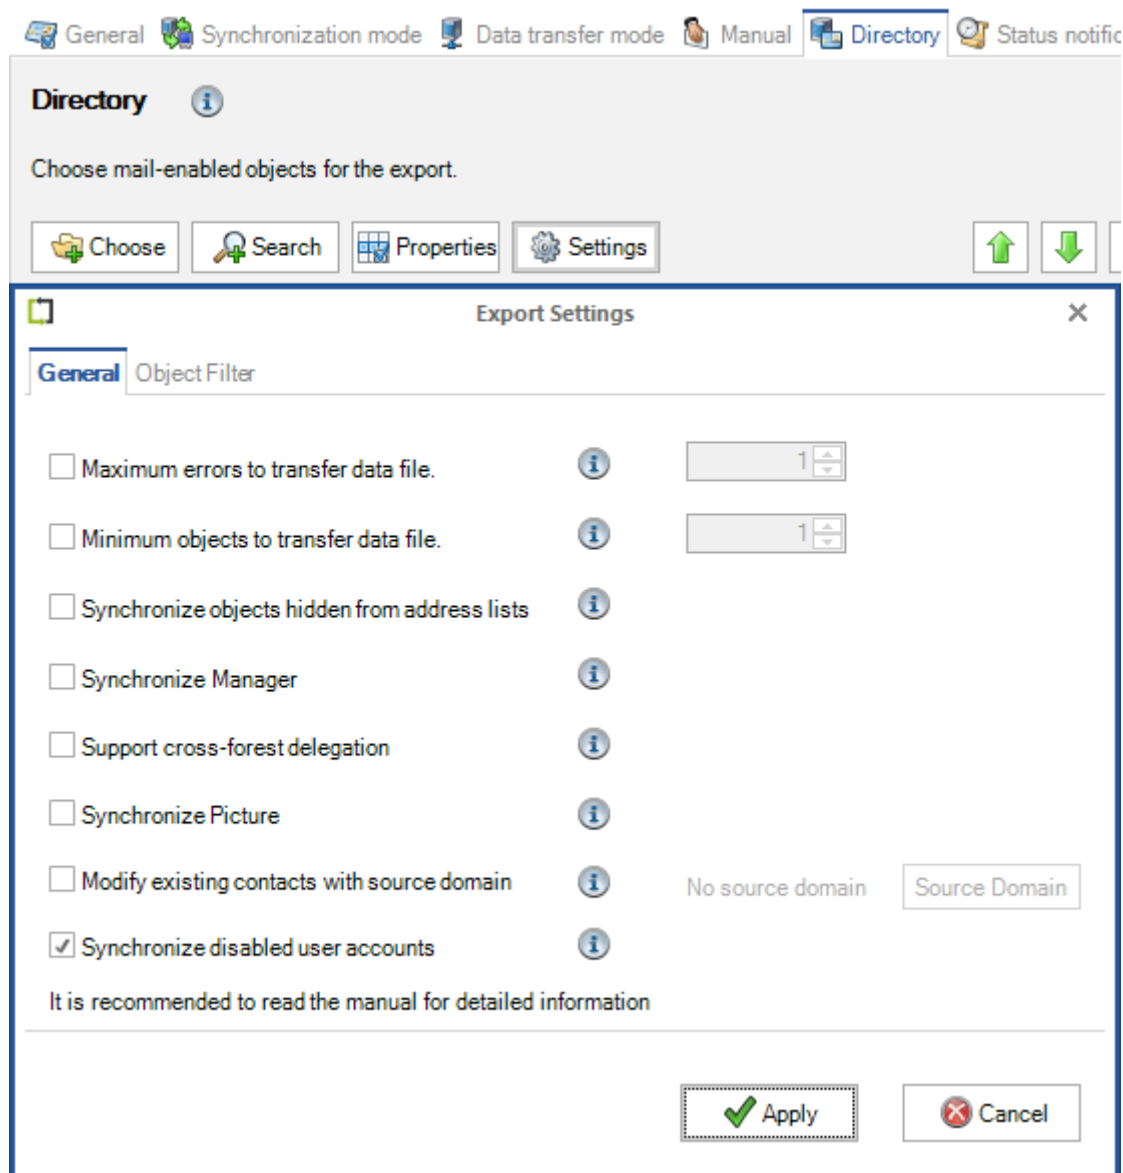 General Synchronization mode Data transfer mode Manual Directory Status notific
Directory
Choose mail-enabled objects for the export.
Choose Search Properties Settings
Export Settings
General Object Filter
Maximum errors to transfer data file. 1
Minimum objects to transfer data file. 1
Synchronize objects hidden from address lists
Synchronize Manager
Support cross-forest delegation
Synchronize Picture
Modify existing contacts with source domain No source domain Source Domain
Synchronize disabled user accounts
It is recommended to read the manual for detailed information
Apply Cancel